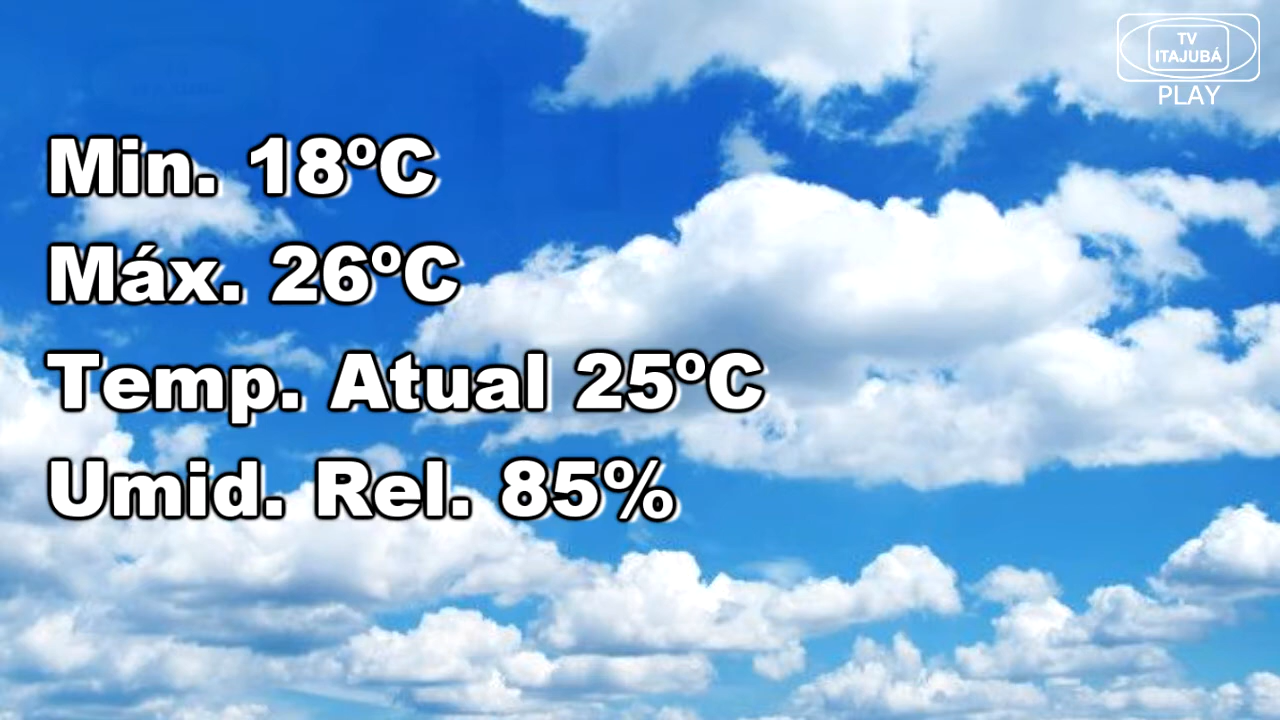 TV
ITAJUBÁ
PLAY
Min. 18ºC
Máx. 26ºC
Temp. Atual 25ºC
Umid. Rel. 85%